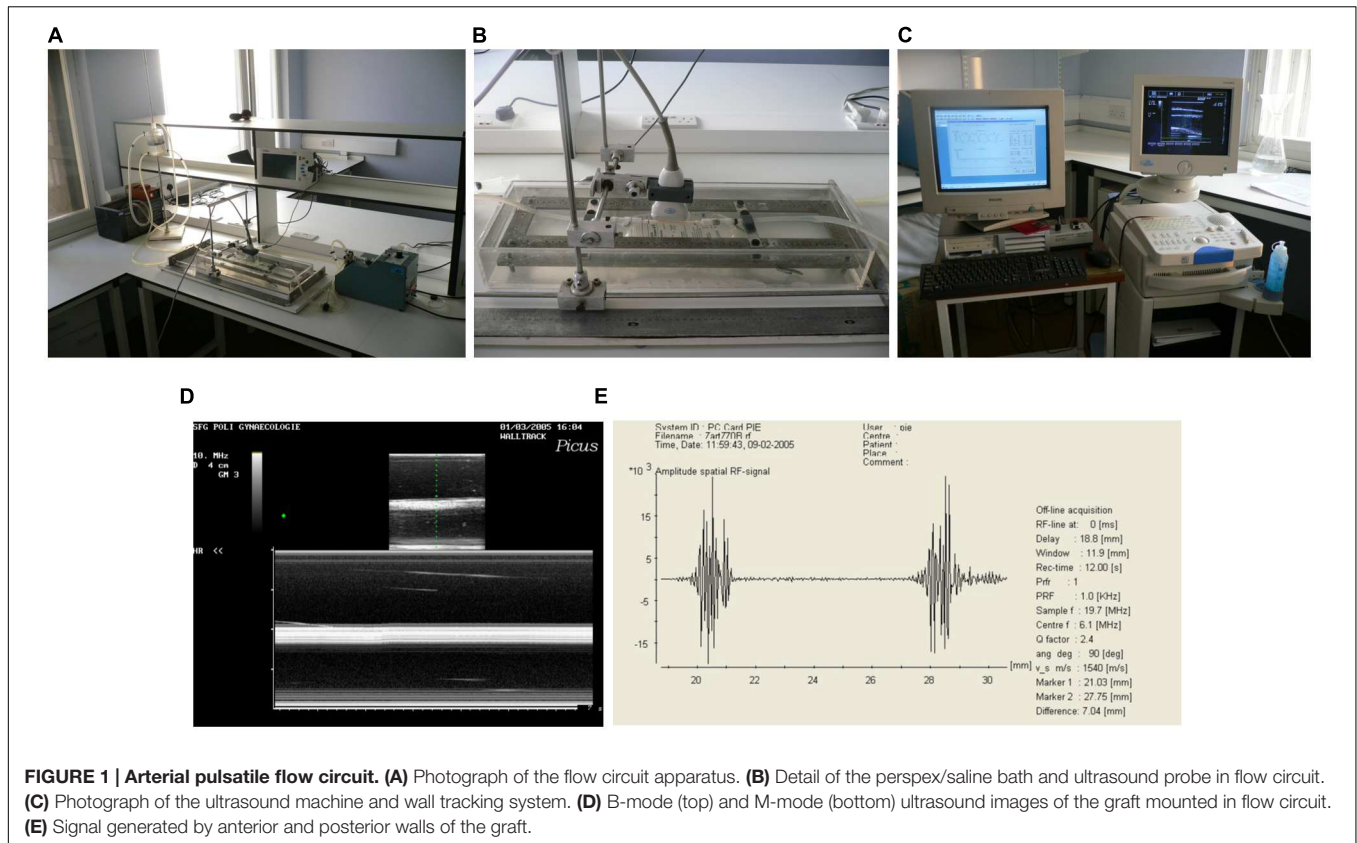 A
B
C
D
E
SFG POLI GYNAECOLOGIE
01/03/2005 16:04
WALLTRACK
Picus
10. MHz
D 4 cm
GM 3
HR <<
System ID : PC Card PIE
Filename : 7art770B.rf
Time, Date: 11:59:43, 09-02-2005
User : pie
Centre :
Patient :
Place :
Comment :
*10 3 Amplitude spatial RF-signal
15
5
-5
-15
20 22 24 26 28 30
[mm]
Off-line acquisition
RF-line at: 0 [ms]
Delay : 18.8 [mm]
Window : 11.9 [mm]
Rec-time : 12.00 [s]
Prfr : 1
PRF : 1.0 [KHz]
Sample f : 19.7 [MHz]
Centre f : 6.1 [MHz]
Q factor : 2.4
ang deg : 90 [deg]
v_s m/s : 1540 [m/s]
Marker 1 : 21.03 [mm]
Marker 2 : 27.75 [mm]
Difference: 7.04 [mm]
FIGURE 1 | Arterial pulsatile flow circuit. (A) Photograph of the flow circuit apparatus. (B) Detail of the perspex/saline bath and ultrasound probe in flow circuit.
(C) Photograph of the ultrasound machine and wall tracking system. (D) B-mode (top) and M-mode (bottom) ultrasound images of the graft mounted in flow circuit.
(E) Signal generated by anterior and posterior walls of the graft.